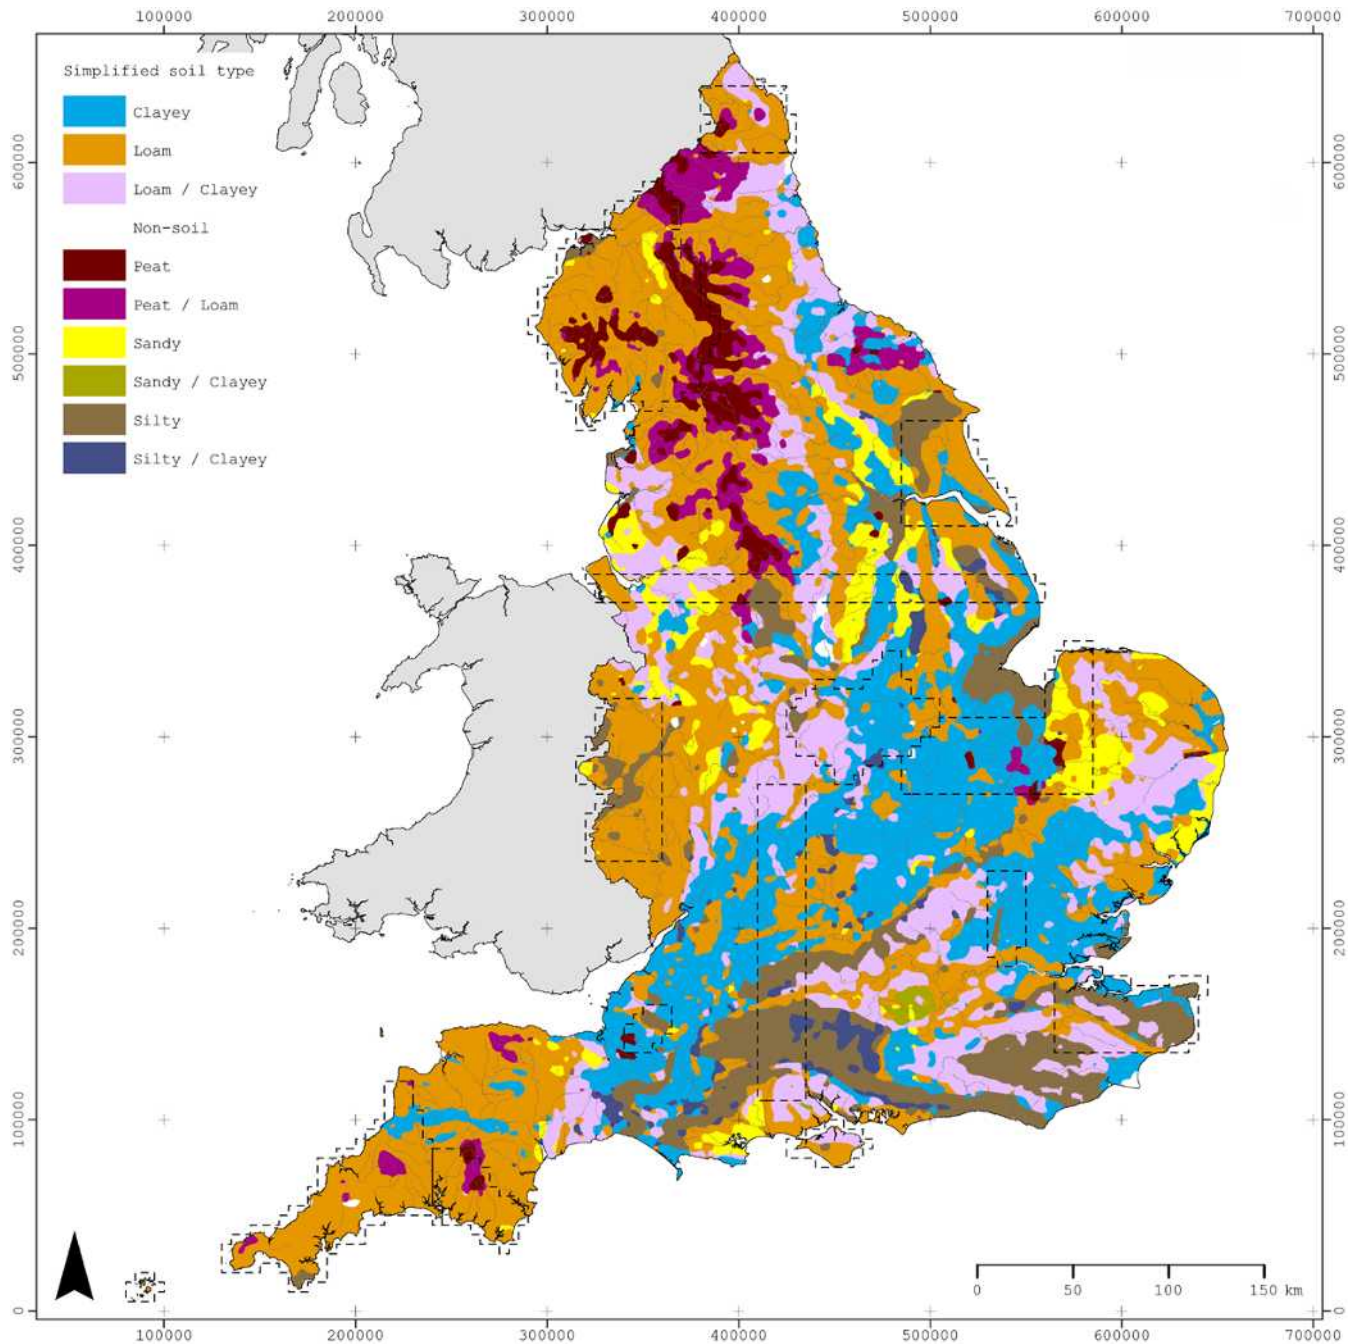 100000 200000 300000 400000 500000 600000 700000
Simplified soil type
Clayey
Loam
Loam / Clayey
Non-soil
Peat
Peat / Loam
Sandy
Sandy / Clayey
Silty
Silty / Clayey
600000 600000
500000 500000
400000 400000
300000 300000
200000 200000
100000 100000
0 0
0 50 100 150 km
100000 200000 300000 400000 500000 600000 700000